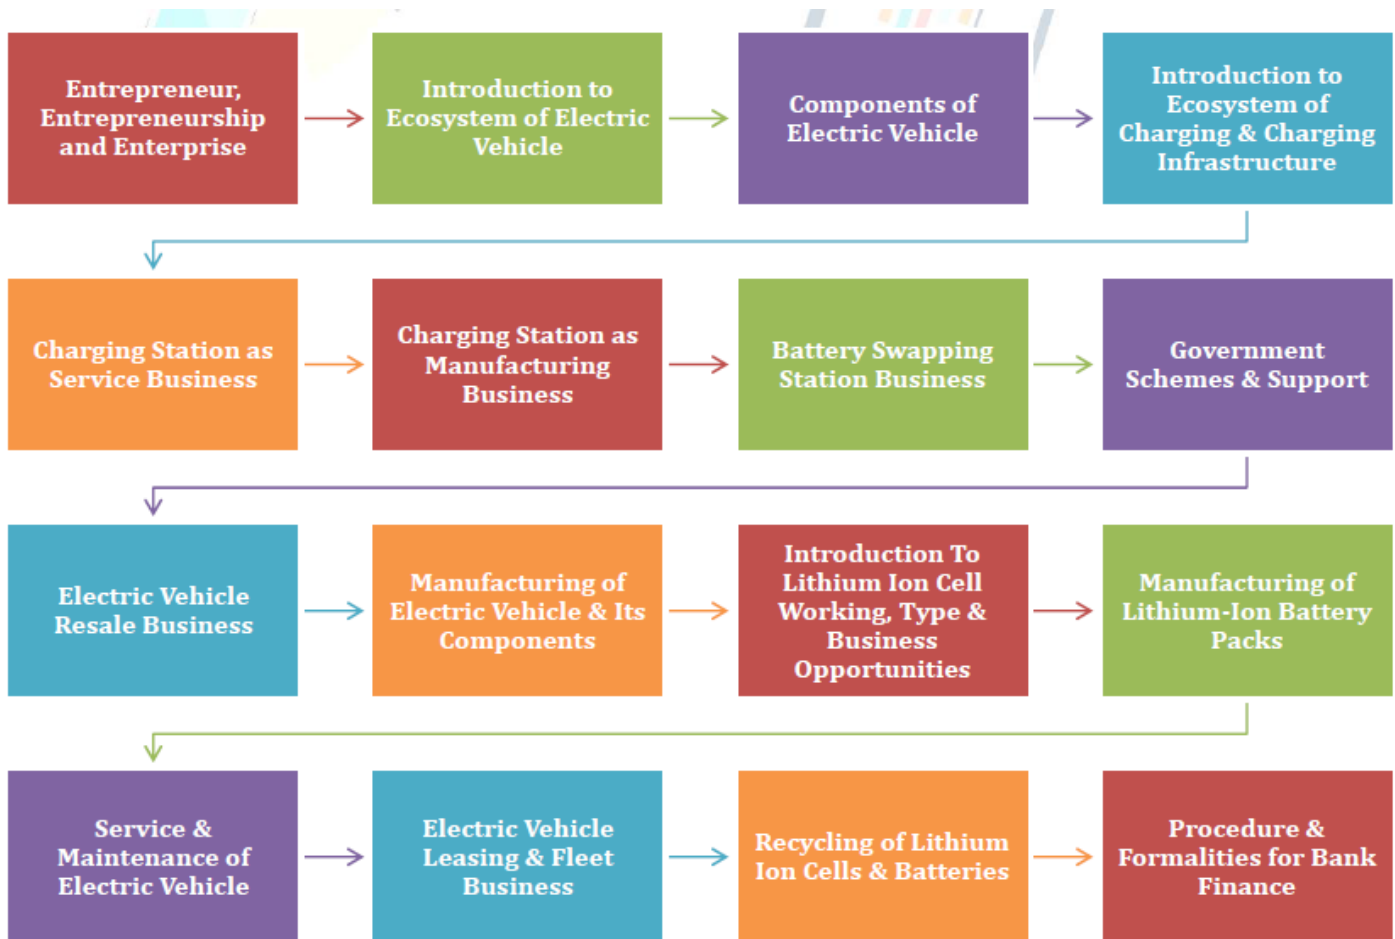 Entrepreneur,
Entrepreneurship
and Enterprise
Introduction to
Ecosystem of Electric
Vehicle
Components of
Electric Vehicle
Introduction to
Ecosystem of
Charging & Charging
Infrastructure
Charging Station as
Service Business
Charging Station as
Manufacturing
Business
Battery Swapping
Station Business
Government
Schemes & Support
Electric Vehicle
Resale Business
Manufacturing of
Electric Vehicle & Its
Components
Introduction To
Lithium Ion Cell
Working, Type &
Business
Opportunities
Manufacturing of
Lithium-Ion Battery
Packs
Service &
Maintenance of
Electric Vehicle
Electric Vehicle
Leasing & Fleet
Business
Recycling of Lithium
Ion Cells & Batteries
Procedure &
Formalities for Bank
Finance